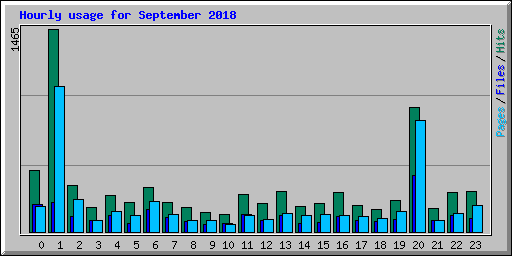 Hourly usage for September 2018
1465
Pages/Files/Hits
0 1 2 3 4 5 6 7 8 9 10 11 12 13 14 15 16 17 18 19 20 21 22 23